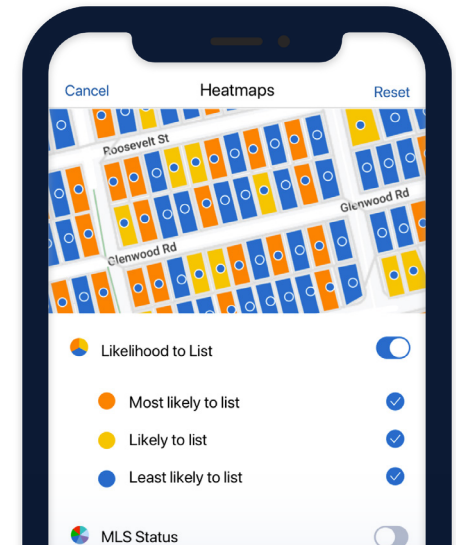 Cancel Heatmaps Reset
Roosevelt St
Glenwood Rd
Glenwood Rd
Likelihood to List
Most likely to list
Likely to list
Least likely to list
MLS Status